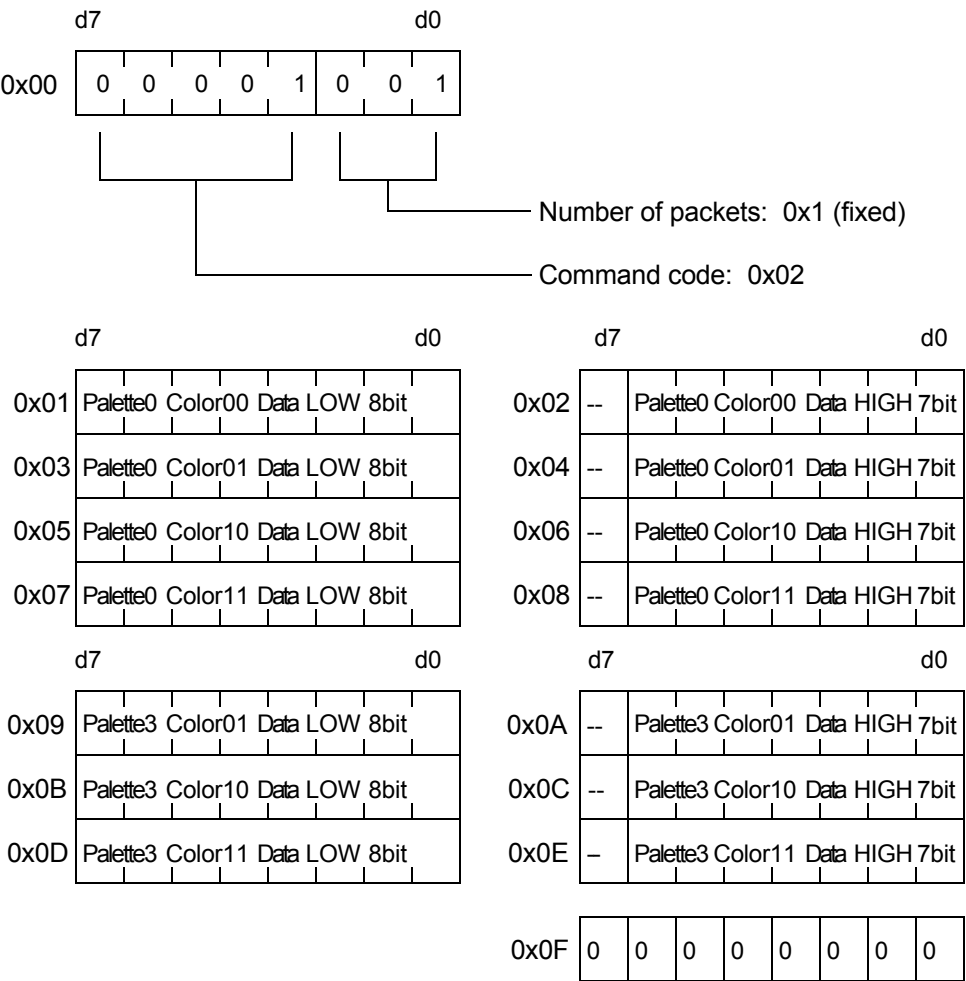 d7 d0
0x00 0 0 0 0 1 0 0 1
Number of packets: 0x1 (fixed)
Command code: 0x02
d7 d0 d7 d0
0x01 Palette0 Color00 Data LOW 8bit 0x02 -- Palette0 Color00 Data HIGH 7bit
0x03 Palette0 Color01 Data LOW 8bit 0x04 -- Palette0 Color01 Data HIGH 7bit
0x05 Palette0 Color10 Data LOW 8bit 0x06 -- Palette0 Color10 Data HIGH 7bit
0x07 Palette0 Color11 Data LOW 8bit 0x08 -- Palette0 Color11 Data HIGH 7bit
d7 d0 d7 d0
0x09 Palette3 Color01 Data LOW 8bit 0x0A -- Palette3 Color01 Data HIGH 7bit
0x0B Palette3 Color10 Data LOW 8bit 0x0C -- Palette3 Color10 Data HIGH 7bit
0x0D Palette3 Color11 Data LOW 8bit 0x0E – Palette3 Color11 Data HIGH 7bit
0x0F 0 0 0 0 0 0 0 0